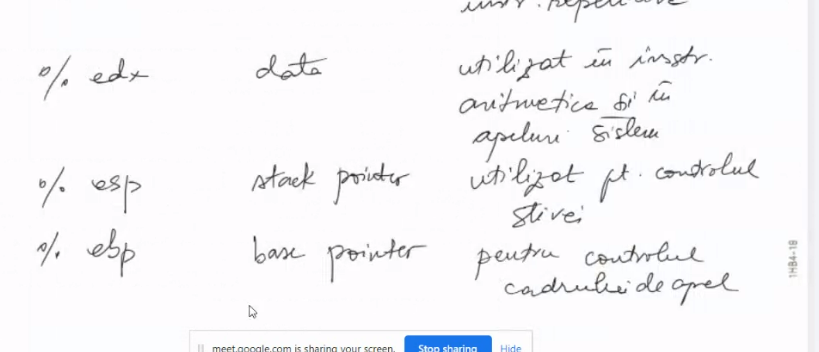 instr. repetitive
% edx data utilizat în instr.
aritmetice și în
apeluri sistem
% esp stack pointer utilizat pt. controlul
stivei
% ebp base pointer pentru controlul
cadrului de apel
1HB4-18
meet.google.com is sharing your screen. Stop sharing Hide